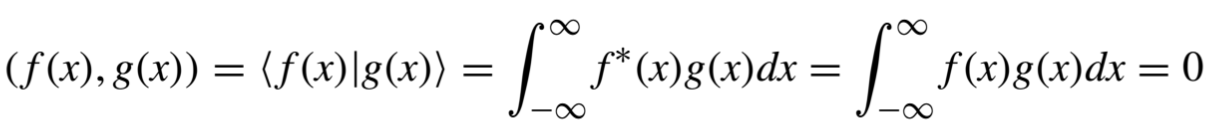 (f(x), g(x)) = ⟨f(x)|g(x)⟩ = ∫_{-∞}^{∞} f*(x)g(x)dx = ∫_{-∞}^{∞} f(x)g(x)dx = 0